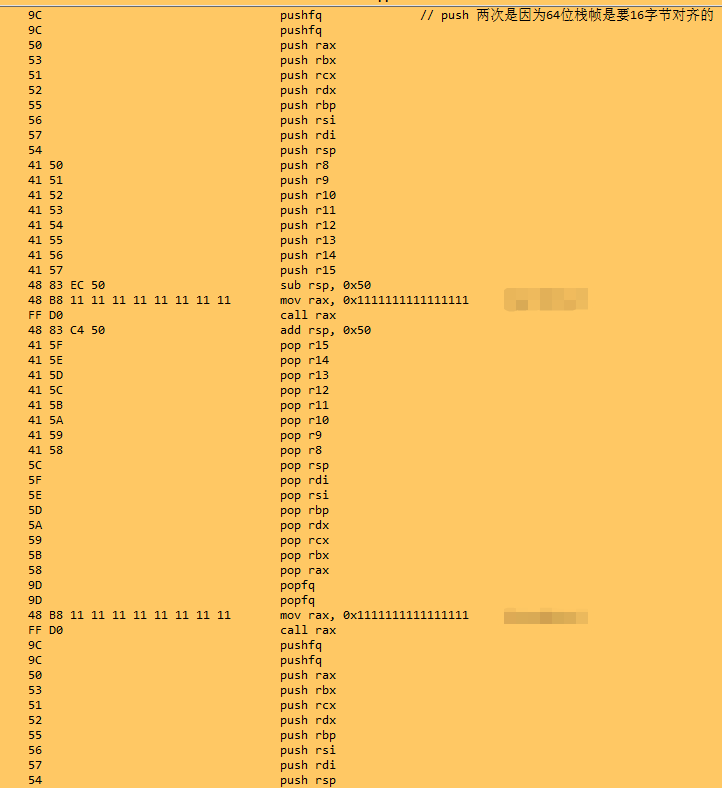 9C pushfq // push 两次是因为64位栈帧是要16字节对齐的
9C pushfq
50 push rax
53 push rbx
51 push rcx
52 push rdx
55 push rbp
56 push rsi
57 push rdi
54 push rsp
41 50 push r8
41 51 push r9
41 52 push r10
41 53 push r11
41 54 push r12
41 55 push r13
41 56 push r14
41 57 push r15
48 83 EC 50 sub rsp, 0x50
48 B8 11 11 11 11 11 11 11 11 mov rax, 0x1111111111111111
FF D0 call rax
48 83 C4 50 add rsp, 0x50
41 5F pop r15
41 5E pop r14
41 5D pop r13
41 5C pop r12
41 5B pop r11
41 5A pop r10
41 59 pop r9
41 58 pop r8
5C pop rsp
5F pop rdi
5E pop rsi
5D pop rbp
5A pop rdx
59 pop rcx
5B pop rbx
58 pop rax
9D popfq
9D popfq
48 B8 11 11 11 11 11 11 11 11 mov rax, 0x1111111111111111
FF D0 call rax
9C pushfq
9C pushfq
50 push rax
53 push rbx
51 push rcx
52 push rdx
55 push rbp
56 push rsi
57 push rdi
54 push rsp